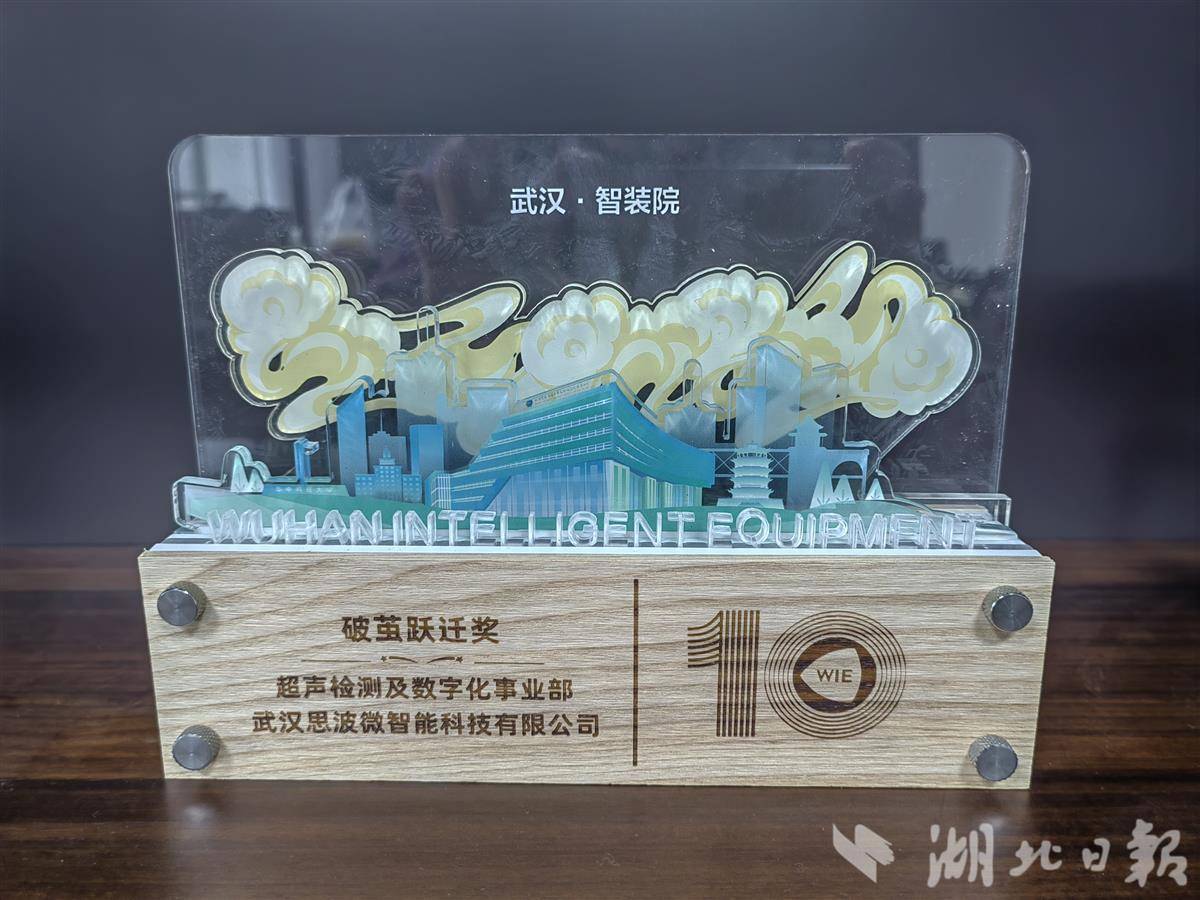 武汉·智装院
WUHAN INTELLIGENT EQUIPMENT
破茧跃迁奖
超声检测及数字化事业部
武汉思波微智能科技有限公司
10
WIE
湖北日報